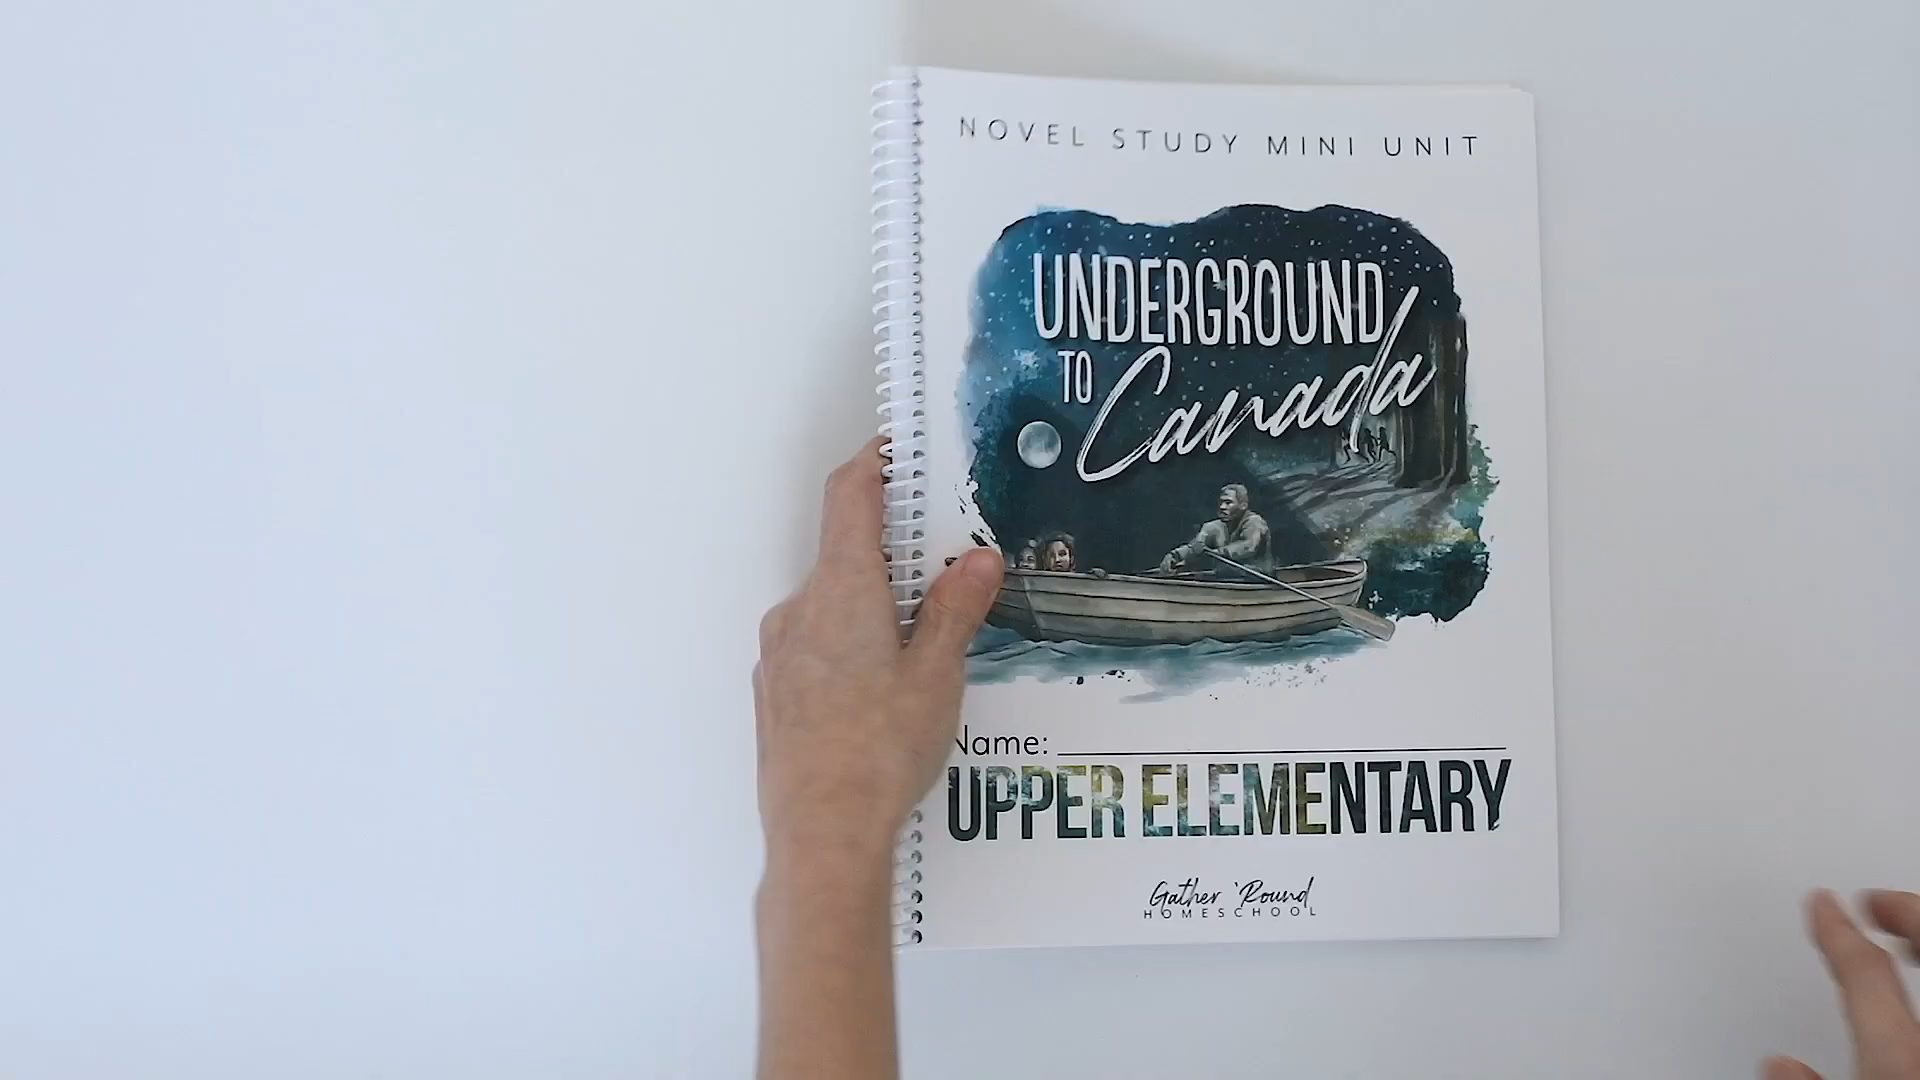 NOVEL STUDY MINI UNIT
UNDERGROUND
TO Canada
Name:
UPPER ELEMENTARY
Gather 'Round
HOMESCHOOL